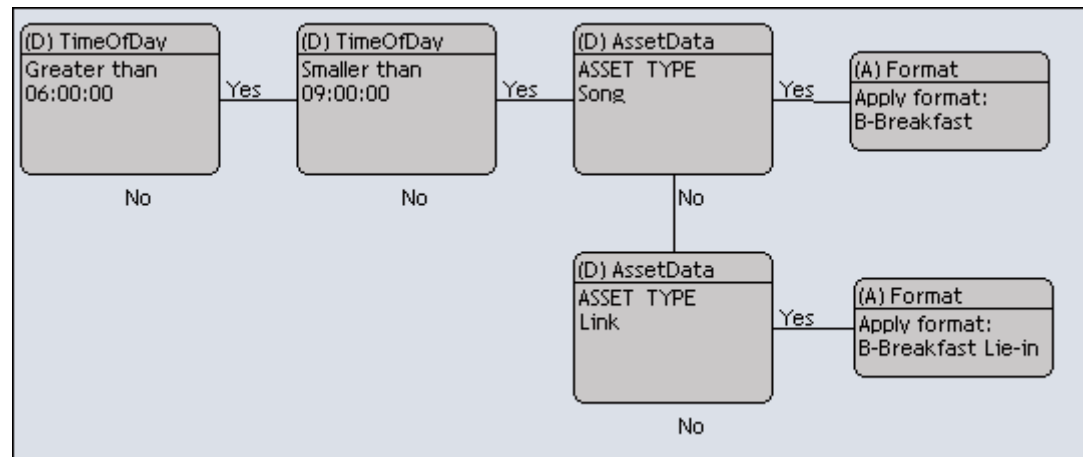 (D) TimeOfDay
Greater than
06:00:00
Yes
No
(D) TimeOfDay
Smaller than
09:00:00
Yes
No
(D) AssetData
ASSET TYPE
Song
Yes
No
(A) Format
Apply format:
B-Breakfast
(D) AssetData
ASSET TYPE
Link
Yes
No
(A) Format
Apply format:
B-Breakfast Lie-in